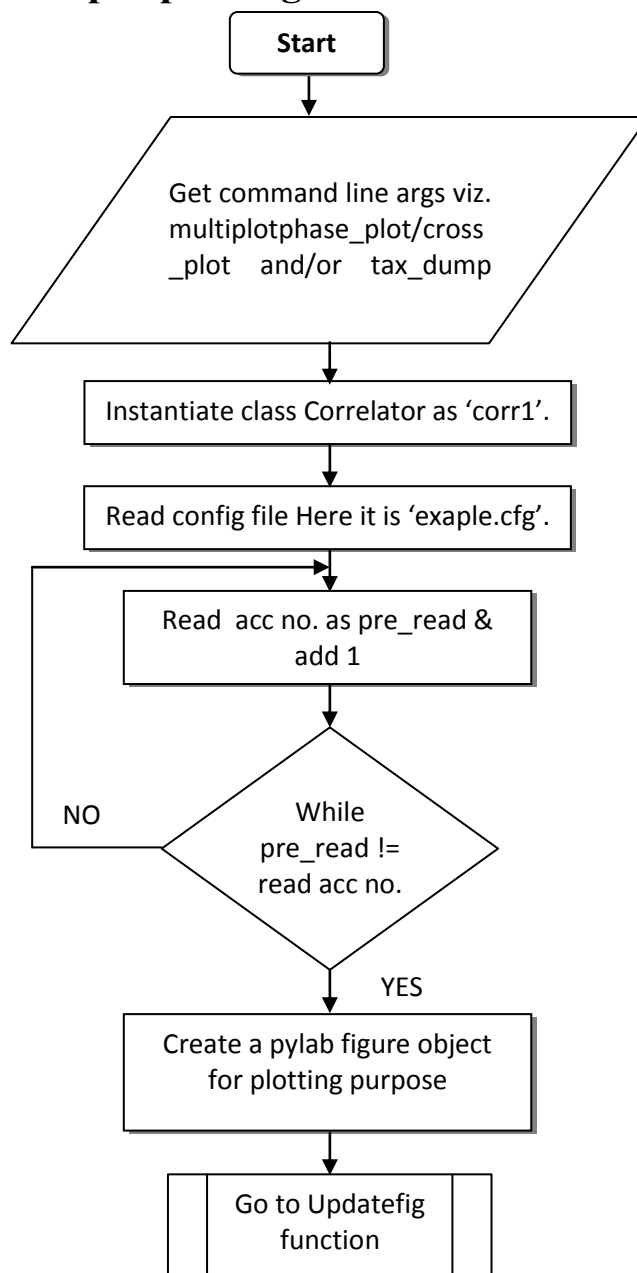 Start
Get command line args viz.
multiplotphase_plot/cross
_plot and/or tax_dump
Instantiate class Correlator as ‘corr1’.
Read config file Here it is ‘exaple.cfg’.
Read acc no. as pre_read &
add 1
While
pre_read !=
read acc no.
NO
YES
Create a pylab figure object
for plotting purpose
Go to Updatefig
function